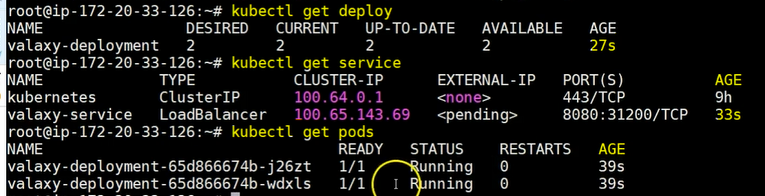 root@ip-172-20-33-126:~# kubectl get deploy
NAME DESIRED CURRENT UP-TO-DATE AVAILABLE AGE
valaxy-deployment 2 2 2 2 27s
root@ip-172-20-33-126:~# kubectl get service
NAME TYPE CLUSTER-IP EXTERNAL-IP PORT(S) AGE
kubernetes ClusterIP 100.64.0.1 <none> 443/TCP 9h
valaxy-service LoadBalancer 100.65.143.69 <pending> 8080:31200/TCP 33s
root@ip-172-20-33-126:~# kubectl get pods
NAME READY STATUS RESTARTS AGE
valaxy-deployment-65d866674b-j26zt 1/1 Running 0 39s
valaxy-deployment-65d866674b-wdxls 1/1 Running 0 39s